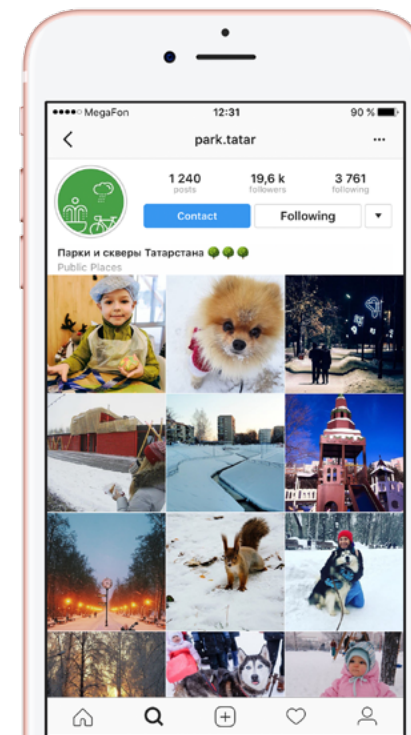 MegaFon 12:31 90 %
park.tatar
1 240 19,6 k 3 761
posts followers following
Contact Following
Парки и скверы Татарстана
Public Places